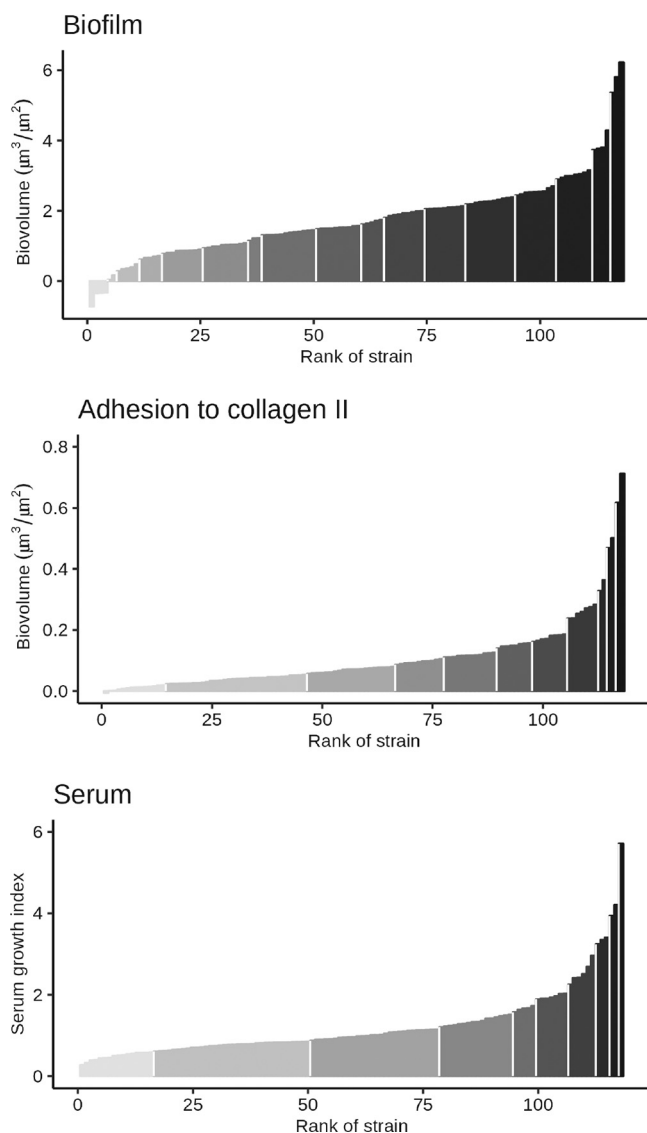 Biofilm
6
4
2
0
Biovolume (µm³/µm²)
0 25 50 75 100
Rank of strain
Adhesion to collagen II
0.8
0.6
0.4
0.2
0.0
Biovolume (µm³/µm²)
0 25 50 75 100
Rank of strain
Serum
6
4
2
0
Serum growth index
0 25 50 75 100
Rank of strain